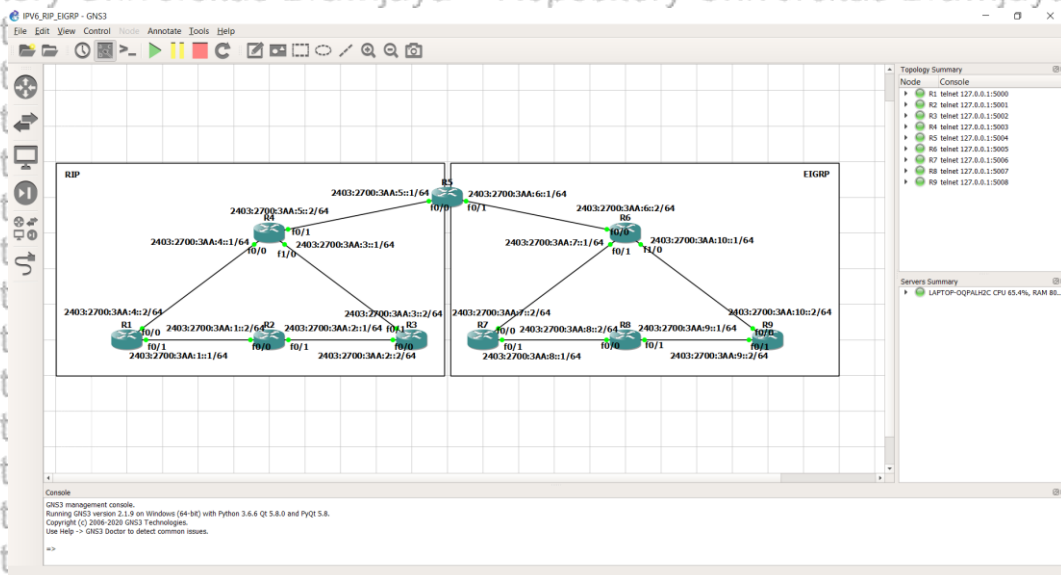 IPV6_RIP_EIGRP - GNS3
File Edit View Control Node Annotate Tools Help
Topology Summary
Node Console
R1 telnet 127.0.0.1:5000
R2 telnet 127.0.0.1:5001
R3 telnet 127.0.0.1:5002
R4 telnet 127.0.0.1:5003
R5 telnet 127.0.0.1:5004
R6 telnet 127.0.0.1:5005
R7 telnet 127.0.0.1:5006
R8 telnet 127.0.0.1:5007
R9 telnet 127.0.0.1:5008
RIP
EIGRP
R5
2403:2700:3AA:5::1/64
2403:2700:3AA:6::1/64
f0/0
f0/1
2403:2700:3AA:5::2/64
2403:2700:3AA:6::2/64
R4
R6
f0/1
f0/0
2403:2700:3AA:4::1/64
2403:2700:3AA:3::1/64
2403:2700:3AA:7::1/64
2403:2700:3AA:10::1/64
f0/0
f1/0
f0/1
f1/0
2403:2700:3AA:4::2/64
2403:2700:3AA:3::2/64
2403:2700:3AA:7::2/64
2403:2700:3AA:10::2/64
R1
R2
R3
R7
R8
R9
f0/0
2403:2700:3AA:1::2/64
2403:2700:3AA:2::1/64
f0/1
f0/0
2403:2700:3AA:8::2/64
2403:2700:3AA:9::1/64
f0/0
f0/1
f0/0
f0/1
f0/0
f0/1
f0/0
f0/1
f0/1
2403:2700:3AA:1::1/64
2403:2700:3AA:2::2/64
2403:2700:3AA:8::1/64
2403:2700:3AA:9::2/64
Servers Summary
LAPTOP-OQPALH2C CPU 65.4%, RAM 80...
Console
GNS3 management console.
Running GNS3 version 2.1.9 on Windows (64-bit) with Python 3.6.6 Qt 5.8.0 and PyQt 5.8.
Copyright (c) 2006-2020 GNS3 Technologies.
Use Help -> GNS3 Doctor to detect common issues.
=>